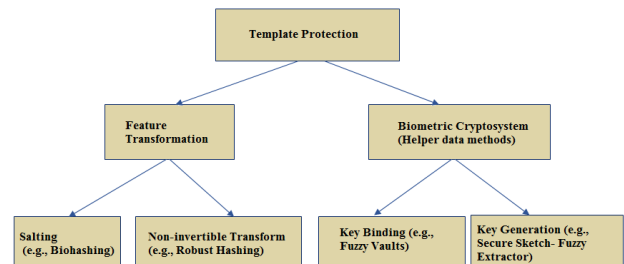 Template Protection
Feature
Transformation
Biometric Cryptosystem
(Helper data methods)
Salting
(e.g., Biohashing)
Non-invertible Transform
(e.g., Robust Hashing)
Key Binding (e.g.,
Fuzzy Vaults)
Key Generation (e.g.,
Secure Sketch- Fuzzy
Extractor)